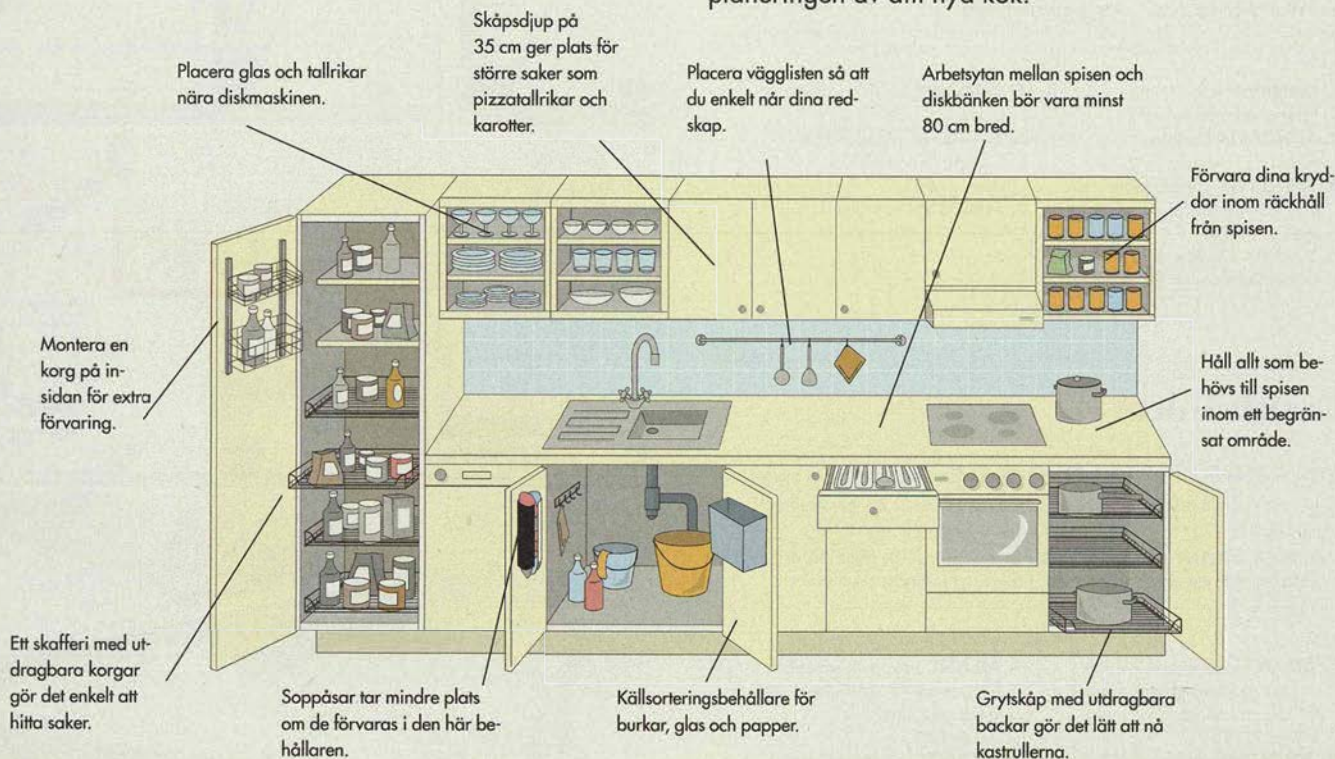 planeringen av ditt nya kök.
Skåpsdjup på
35 cm ger plats för
större saker som
pizzatallrikar och
karotter.
Placera glas och tallrikar
nära diskmaskinen.
Placera vägglisten så att
du enkelt når dina red-
skap.
Arbetsytan mellan spisen och
diskbänken bör vara minst
80 cm bred.
Förvara dina kryd-
dor inom räckhåll
från spisen.
Montera en
korg på in-
sidan för extra
förvaring.
Håll allt som be-
hövs till spisen
inom ett begrän-
sat område.
Ett skafferi med ut-
dragbara korgar
gör det enkelt att
hitta saker.
Soppåsar tar mindre plats
om de förvaras i den här be-
hållaren.
Källsorteringsbehållare för
burkar, glas och papper.
Grytskåp med utdragbara
backar gör det lätt att nå
kastrullerna.